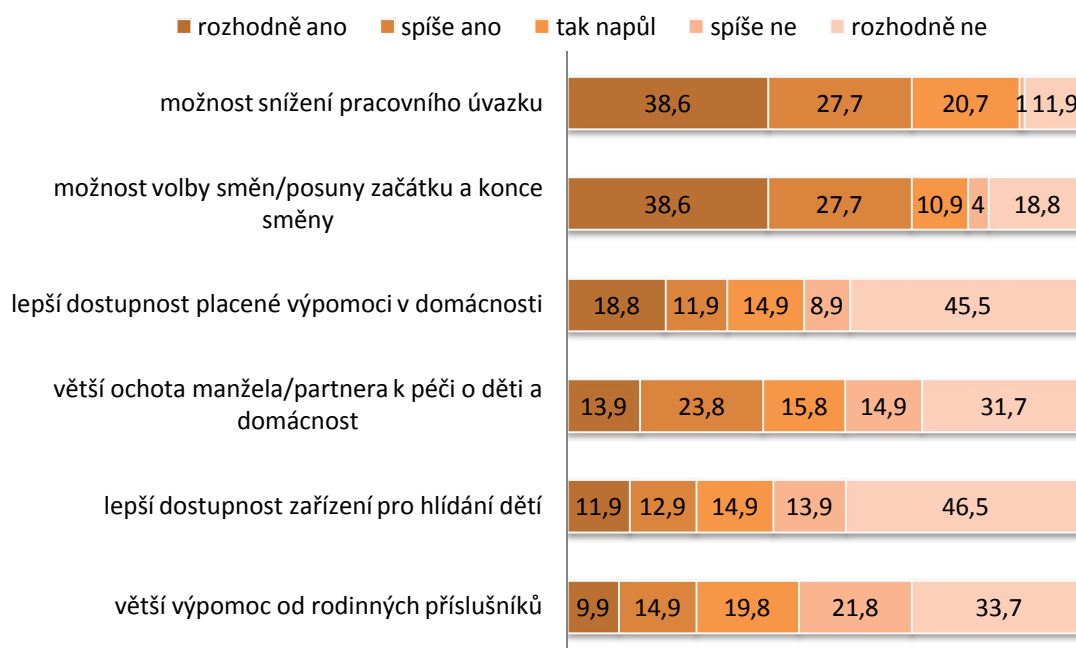 rozhodně ano spíše ano tak napůl spíše ne rozhodně ne
možnost snížení pracovního úvazku 38,6 27,7 20,7 1 11,9
možnost volby směn/posuny začátku a konce
směny 38,6 27,7 10,9 4 18,8
lepší dostupnost placené výpomoci v domácnosti 18,8 11,9 14,9 8,9 45,5
větší ochota manžela/partnera k péči o děti a
domácnost 13,9 23,8 15,8 14,9 31,7
lepší dostupnost zařízení pro hlídání dětí 11,9 12,9 14,9 13,9 46,5
větší výpomoc od rodinných příslušníků 9,9 14,9 19,8 21,8 33,7